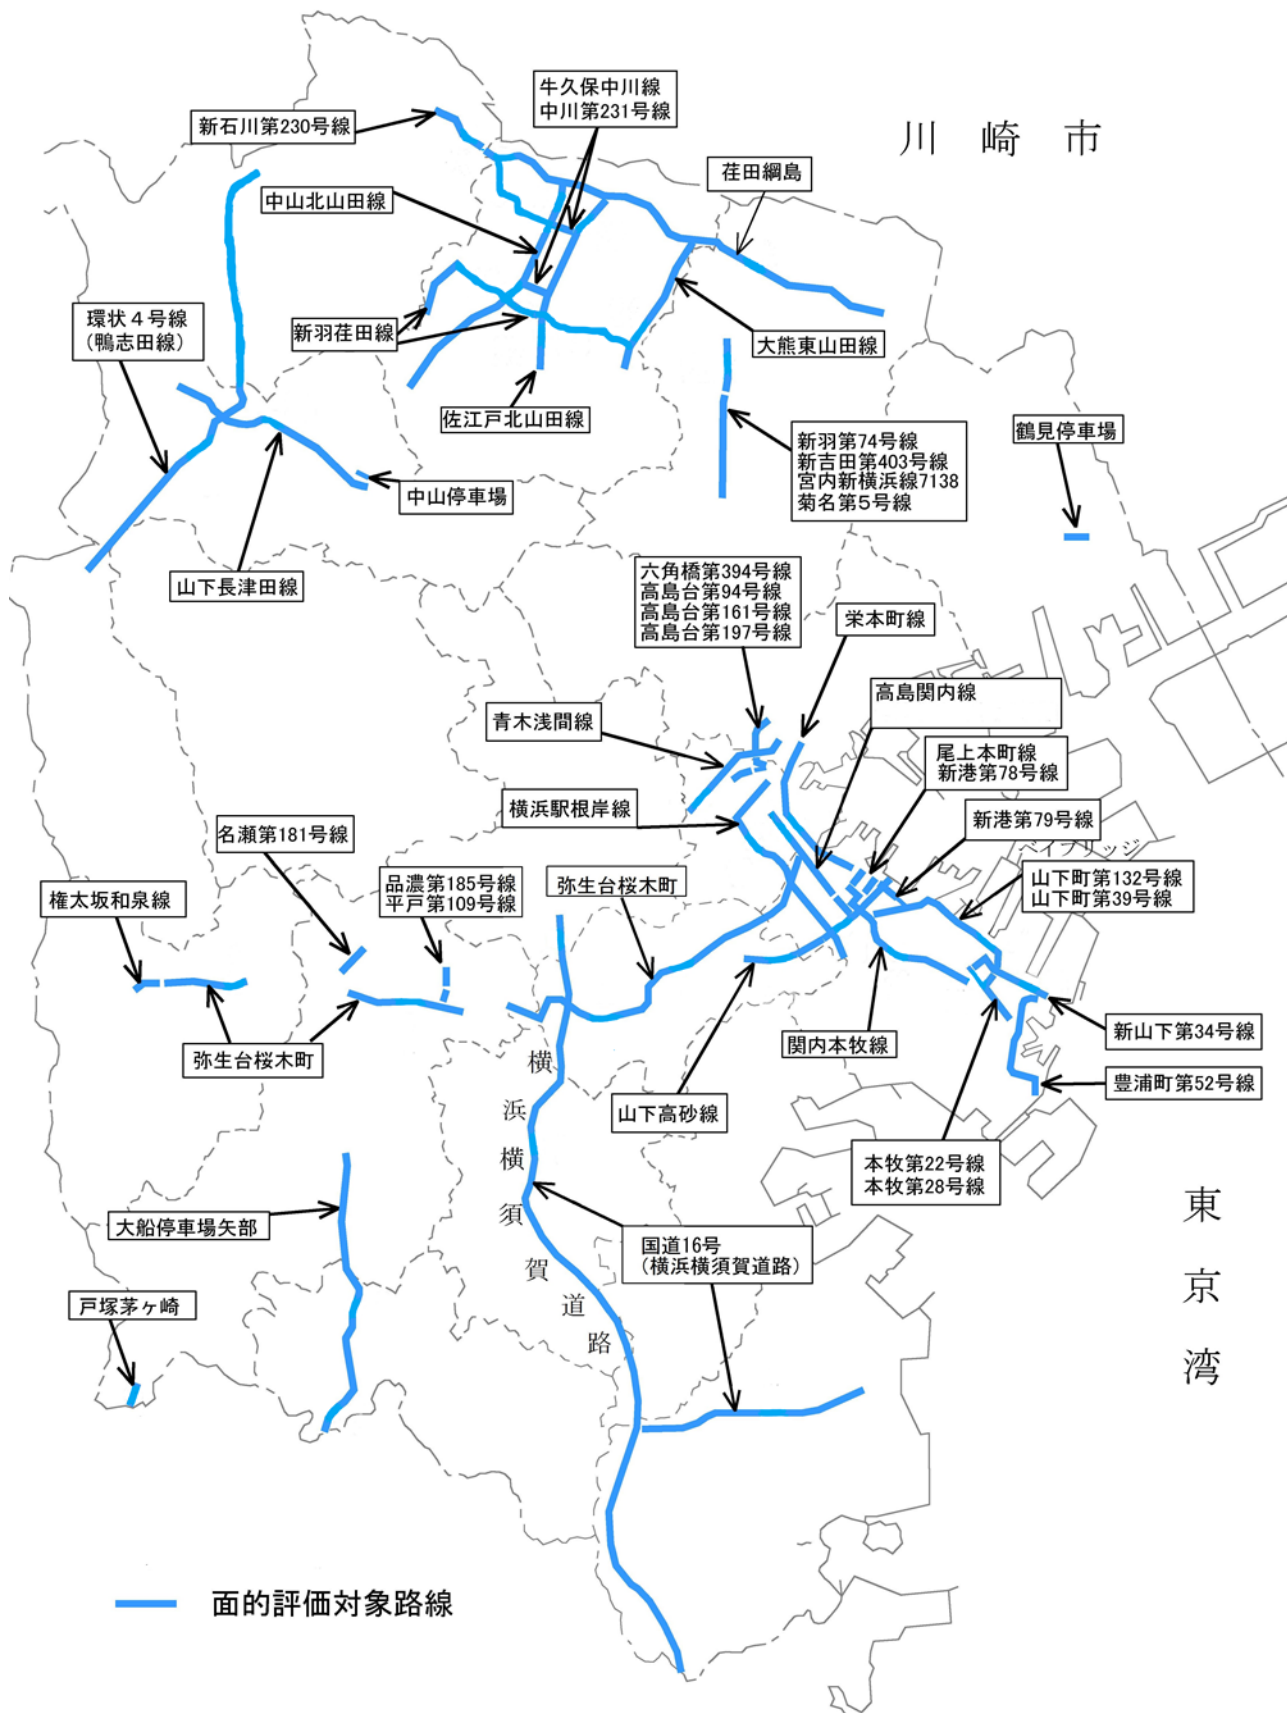 牛久保中川線
中川第231号線
新石川第230号線
川崎市
荏田綱島
中山北山田線
環状４号線
(鴨志田線)
新羽荏田線
大熊東山田線
佐江戸北山田線
鶴見停車場
新羽第74号線
新吉田第403号線
宮内新横浜線7138
菊名第5号線
中山停車場
山下長津田線
六角橋第394号線
高島台第94号線
高島台第161号線
高島台第197号線
栄本町線
高島関内線
青木浅間線
尾上本町線
新港第78号線
横浜駅根岸線
新港第79号線
名瀬第181号線
ベイブリッジ
品濃第185号線
平戸第109号線
弥生台桜木町
山下町第132号線
山下町第39号線
権太坂和泉線
新山下第34号線
関内本牧線
弥生台桜木町
豊浦町第52号線
山下高砂線
本牧第22号線
本牧第28号線
横浜横須賀道路
東京湾
大船停車場矢部
国道16号
(横浜横須賀道路)
戸塚茅ヶ崎
面的評価対象路線